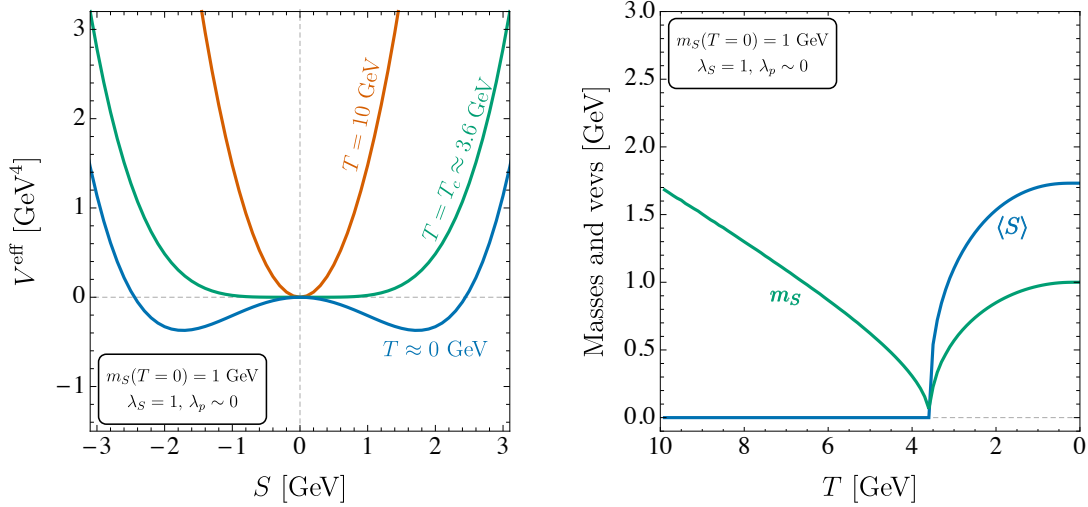 3
2
1
0
−1
−3
−2
−1
0
1
2
3
V^eff [GeV⁴]
S [GeV]
T = 10 GeV
T = T_c ≈ 3.6 GeV
T ≈ 0 GeV
m_S(T = 0) = 1 GeV
λ_S = 1, λ_p ∼ 0
3.0
2.5
2.0
1.5
1.0
0.5
0.0
10
8
6
4
2
0
Masses and vevs [GeV]
T [GeV]
m_S(T = 0) = 1 GeV
λ_S = 1, λ_p ∼ 0
⟨S⟩
m_S